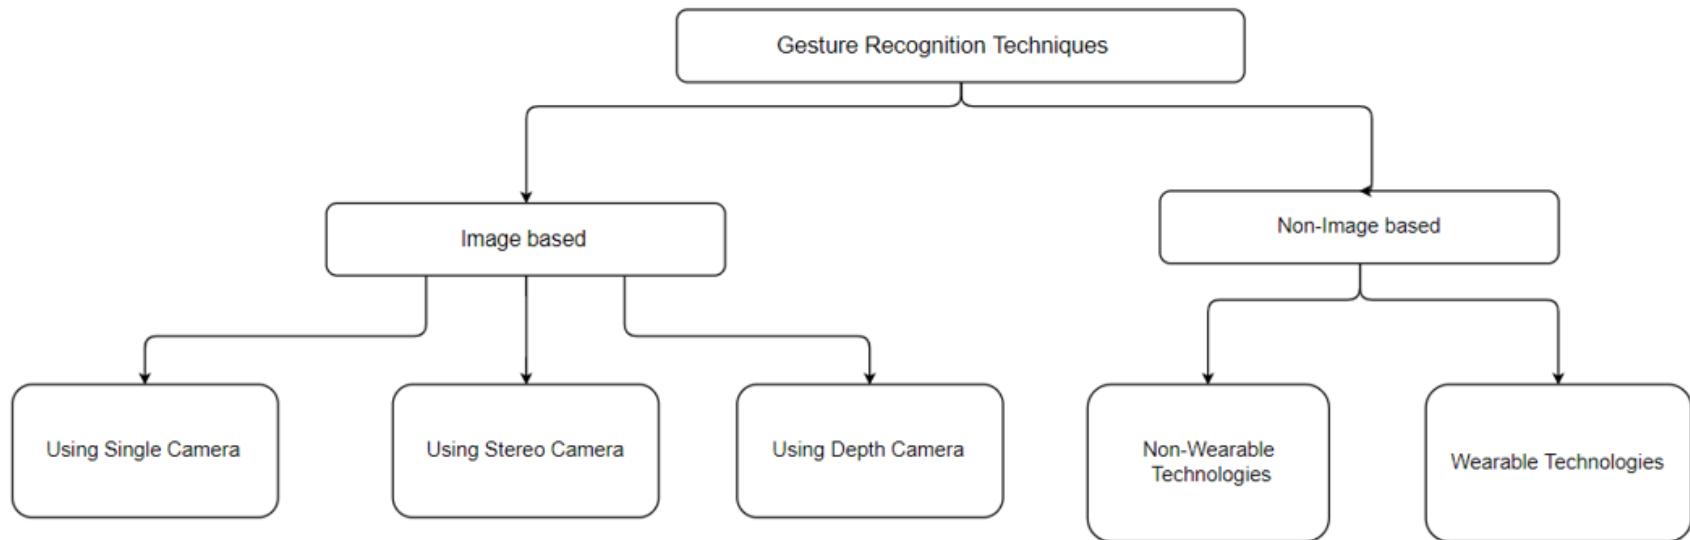 Gesture Recognition Techniques
Image based
Non-Image based
Using Single Camera
Using Stereo Camera
Using Depth Camera
Non-Wearable
Technologies
Wearable Technologies